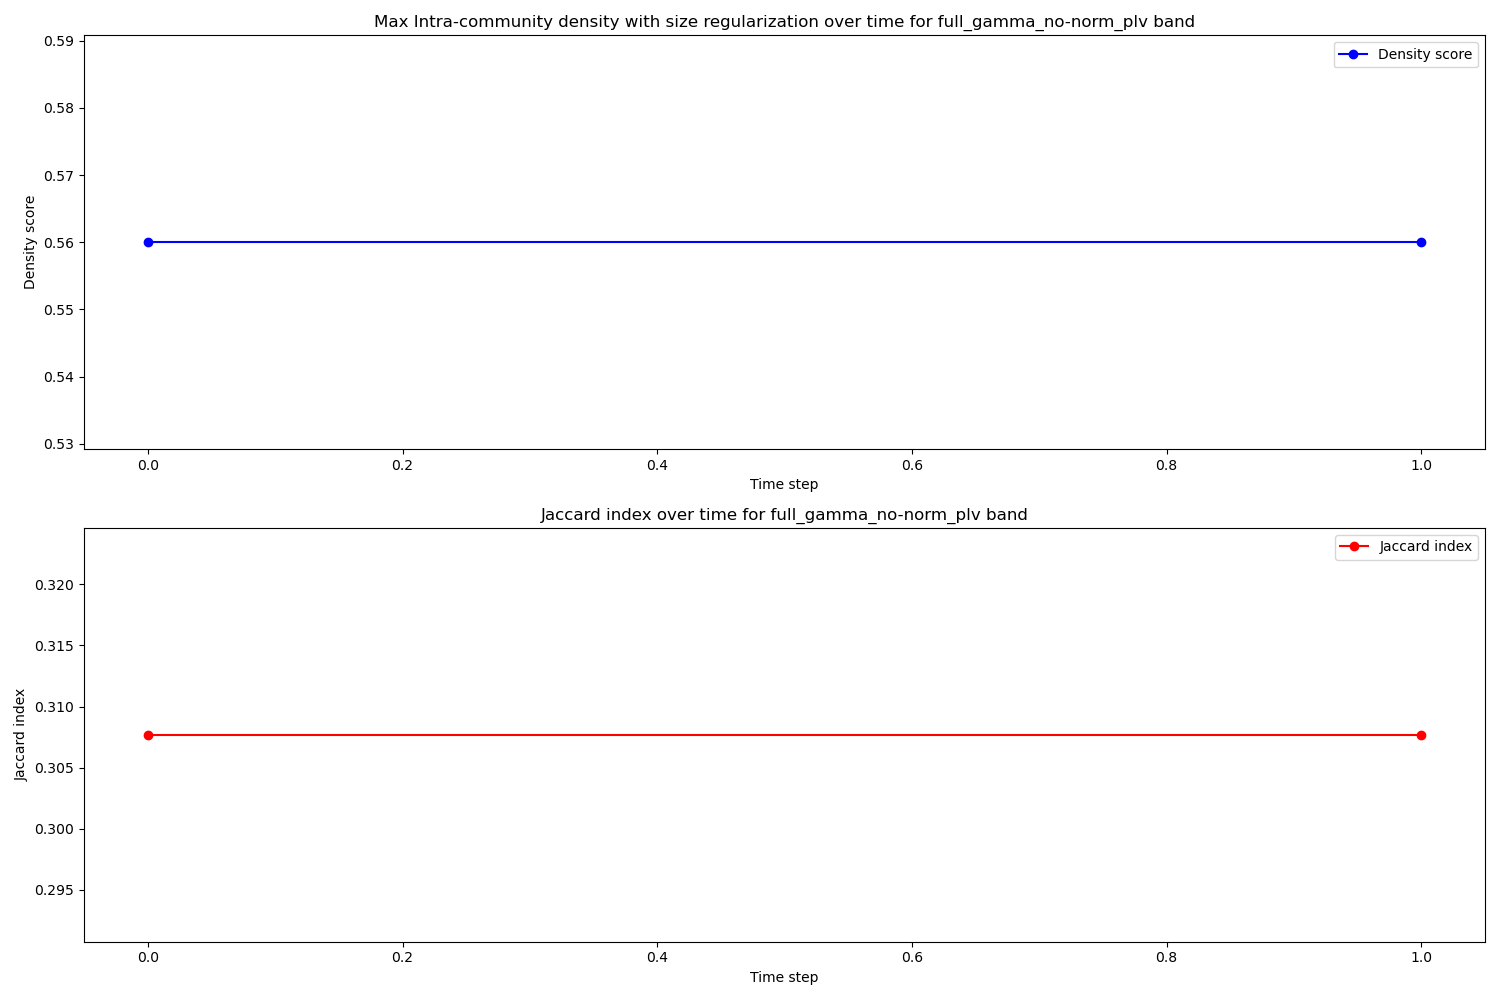 Max Intra-community density with size regularization over time for full_gamma_no-norm_plv band
Density score
0.59
0.58
0.57
0.56
0.55
0.54
0.53
Density score
0.0 0.2 0.4 0.6 0.8 1.0
Time step
Jaccard index over time for full_gamma_no-norm_plv band
Jaccard index
0.320
0.315
0.310
0.305
0.300
0.295
Jaccard index
0.0 0.2 0.4 0.6 0.8 1.0
Time step